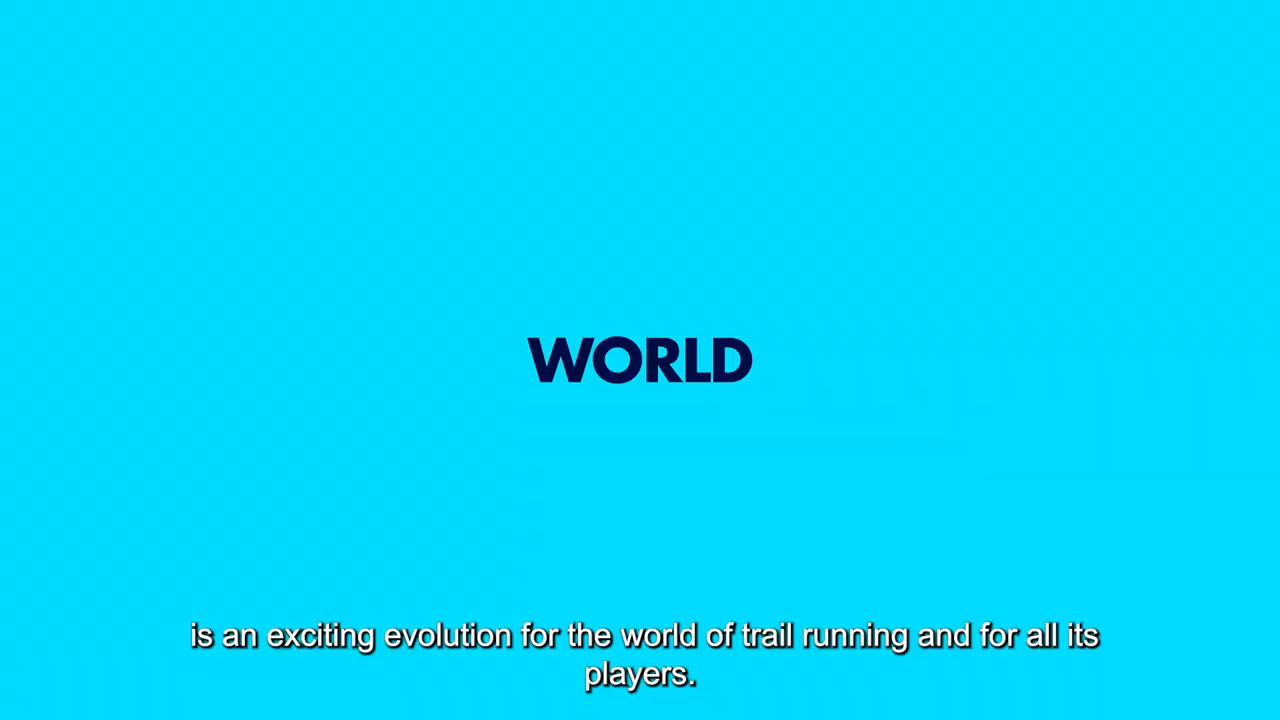 WORLD
is an exciting evolution for the world of trail running and for all its
players.